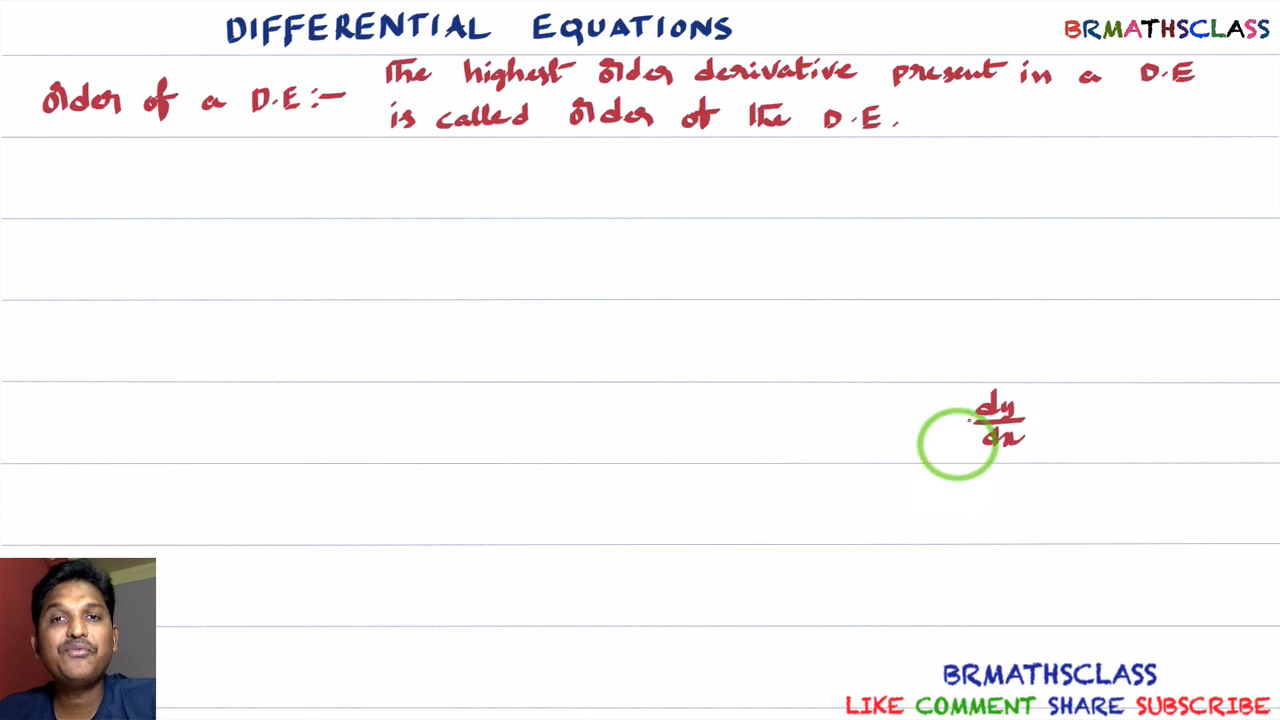 DIFFERENTIAL EQUATIONS
BRMATHSCLASS
Order of a D.E :- The highest order derivative present in a D.E
is called order of the D.E.
dy
dx
BRMATHSCLASS
LIKE COMMENT SHARE SUBSCRIBE